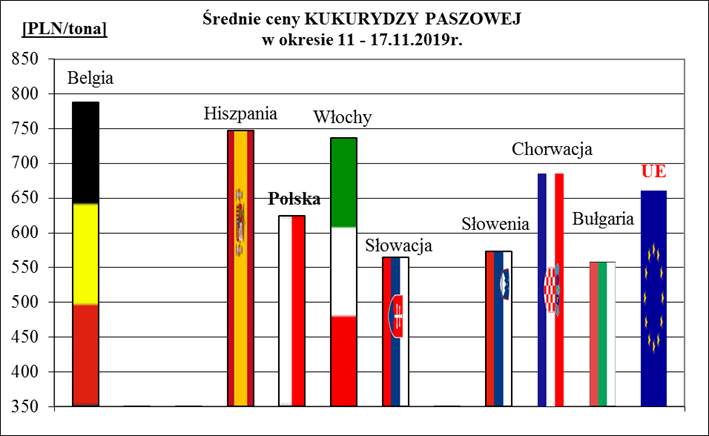 Średnie ceny KUKURYDZY PASZOWEJ
w okresie 11 - 17.11.2019r.
[PLN/tona]
850
800
750
700
650
600
550
500
450
400
350
Belgia
Hiszpania
Polska
Włochy
Słowacja
Słowenia
Chorwacja
Bułgaria
UE